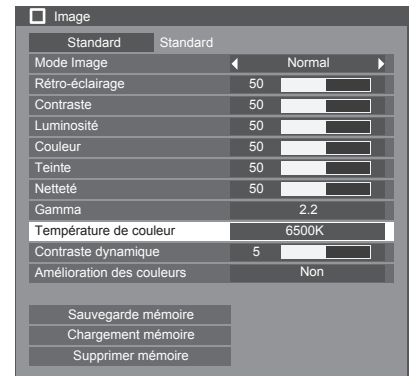 Image
Standard Standard
Mode Image Normal
Rétro-éclairage 50
Contraste 50
Luminosité 50
Couleur 50
Teinte 50
Netteté 50
Gamma 2.2
Température de couleur 6500K
Contraste dynamique 5
Amélioration des couleurs Non
Sauvegarde mémoire
Chargement mémoire
Supprimer mémoire